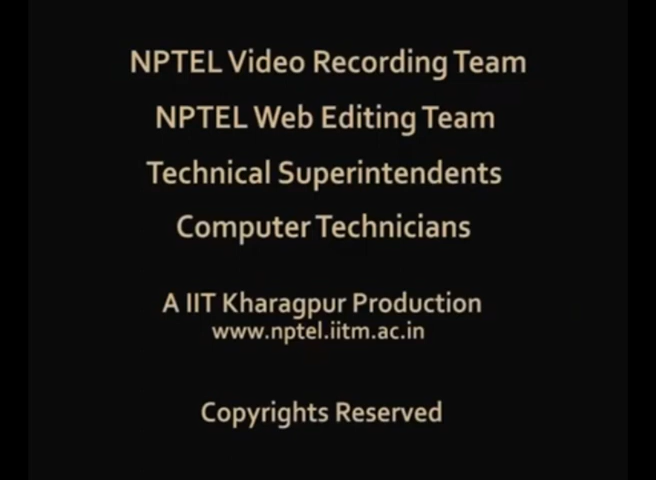 NPTEL Video Recording Team
NPTEL Web Editing Team
Technical Superintendents
Computer Technicians
A IIT Kharagpur Production
www.nptel.iitm.ac.in
Copyrights Reserved